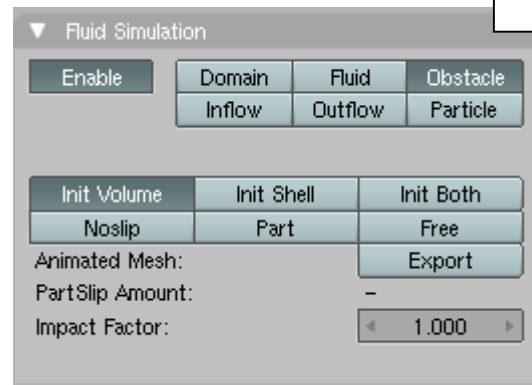 Fluid Simulation
Enable Domain Fluid Obstacle
Inflow Outflow Particle
Init Volume Init Shell Init Both
Noslip Part Free
Animated Mesh: Export
PartSlip Amount: –
Impact Factor: 1.000